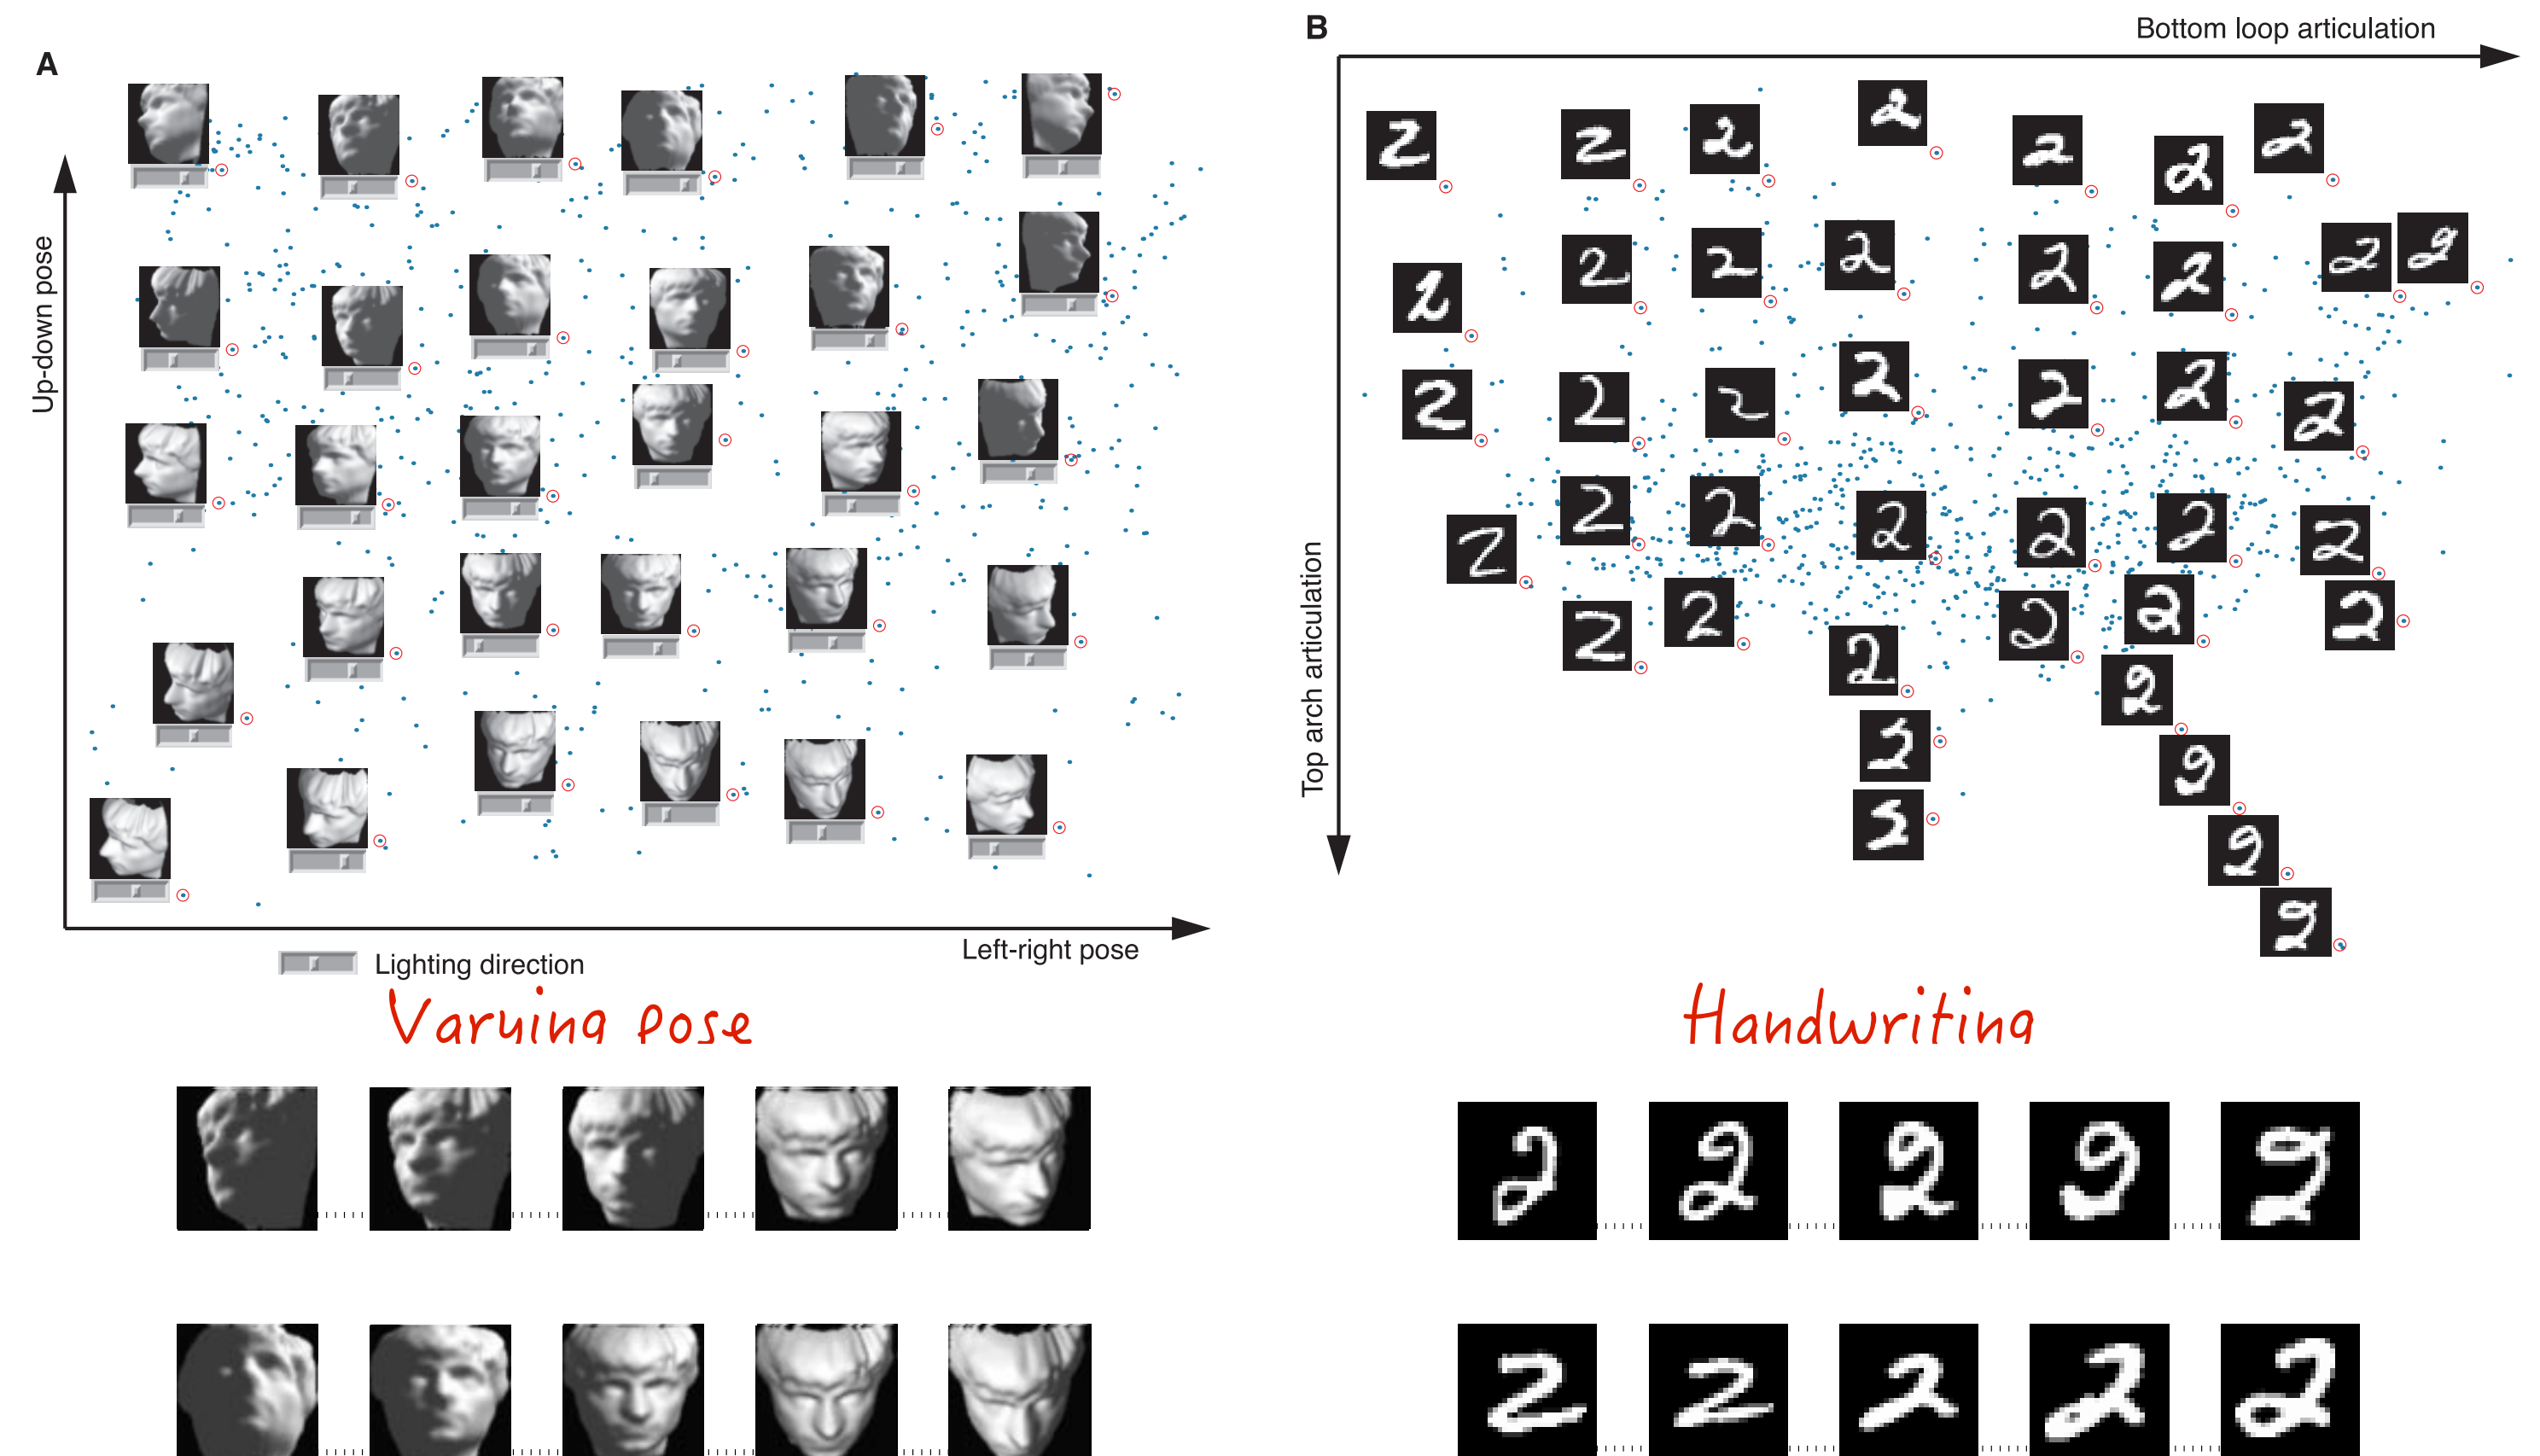 A
Up-down pose
Left-right pose
Lighting direction
Varying pose
B
Bottom loop articulation
Top arch articulation
Handwriting